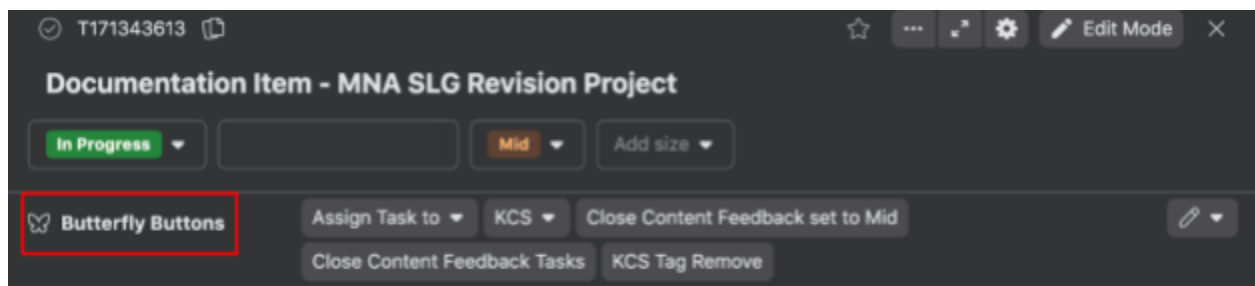 T171343613
Edit Mode
Documentation Item - MNA SLG Revision Project
In Progress
Mid
Add size
Butterfly Buttons
Assign Task to
KCS
Close Content Feedback set to Mid
Close Content Feedback Tasks
KCS Tag Remove